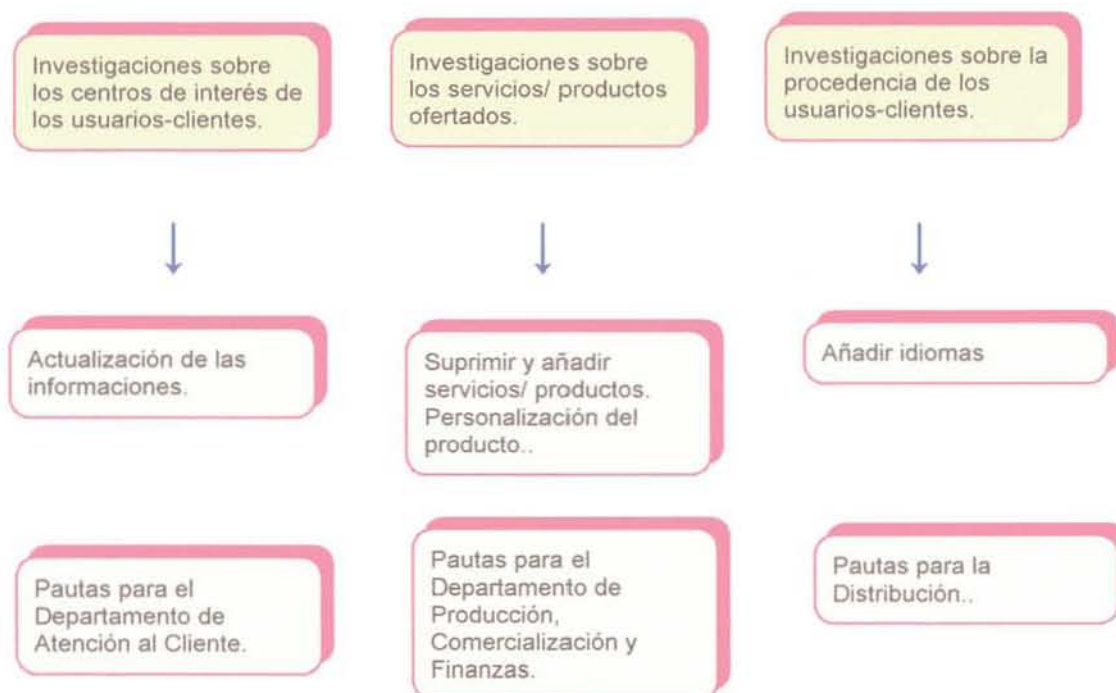 Investigaciones sobre
los centros de interés de
los usuarios-clientes.
Investigaciones sobre
los servicios/ productos
ofertados.
Investigaciones sobre la
procedencia de los
usuarios-clientes.
Actualización de las
informaciones.
Suprimir y añadir
servicios/ productos.
Personalización del
producto..
Añadir idiomas
Pautas para el
Departamento de
Atención al Cliente.
Pautas para el
Departamento de
Producción,
Comercialización y
Finanzas.
Pautas para la
Distribución..